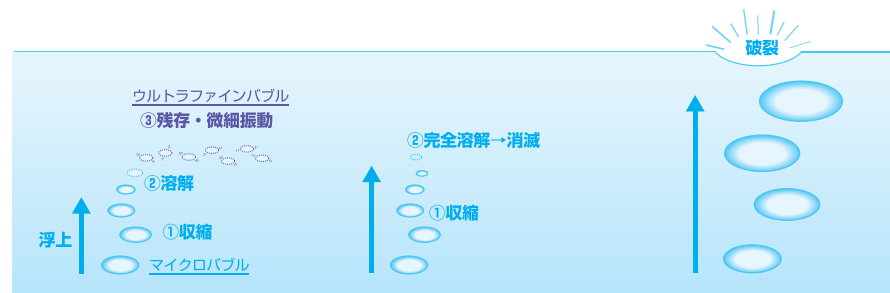 破裂
ウルトラファインバブル
③残存・微細振動
②溶解
①収縮
浮上
マイクロバブル
②完全溶解→消滅
①収縮